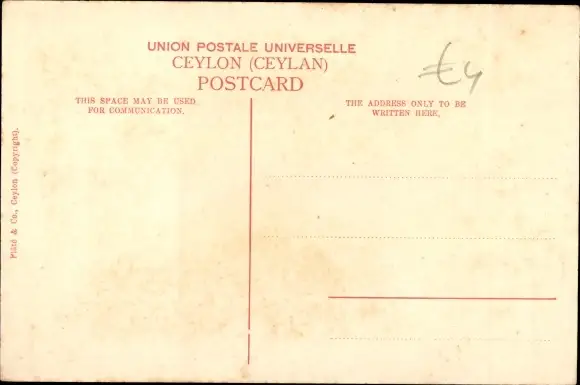 UNION POSTALE UNIVERSELLE
CEYLON (CEYLAN)
POSTCARD
€4
THIS SPACE MAY BE USED
FOR COMMUNICATION.
THE ADDRESS ONLY TO BE
WRITTEN HERE.
Plâté & Co., Ceylon (Copyright).